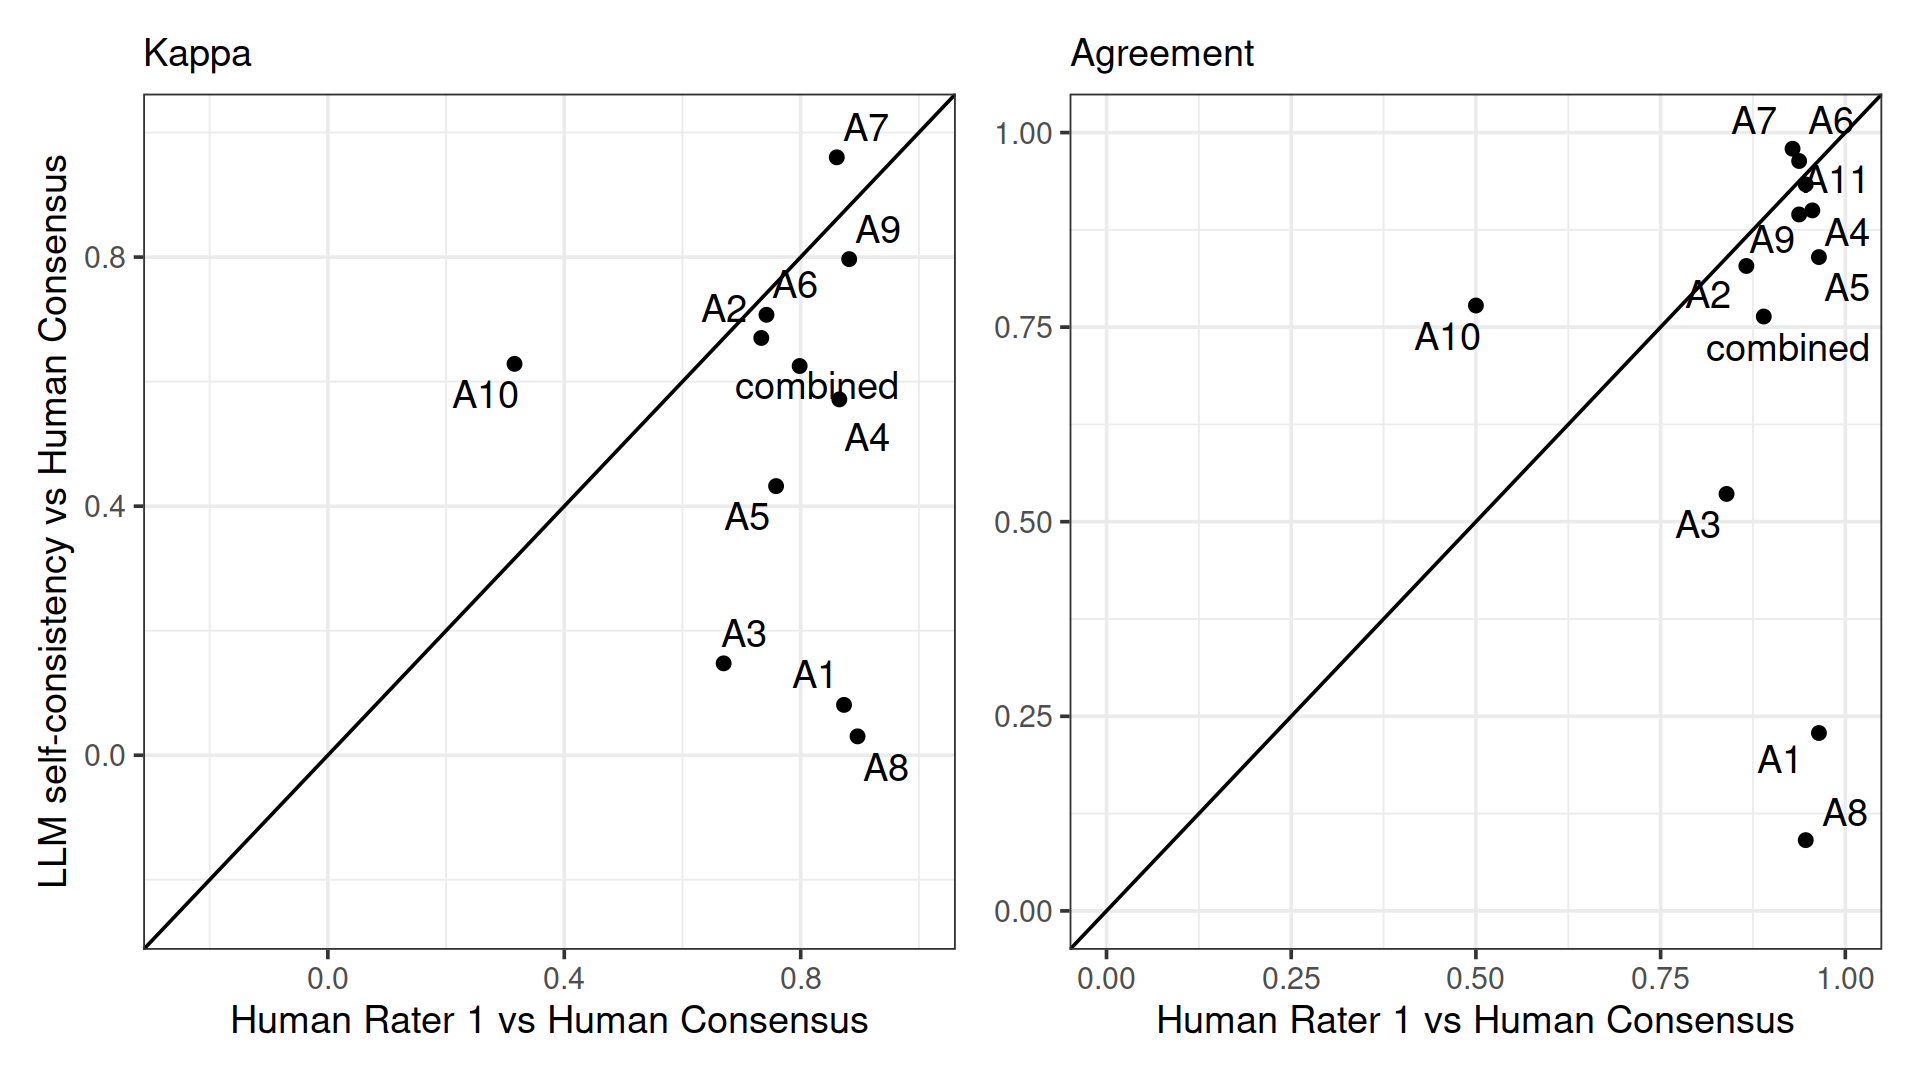 Kappa
Agreement
LLM self-consistency vs Human Consensus
0.8
0.4
0.0
A7
A9
A6
A2
A10
combined
A4
A5
A3
A1
A8
0.0 0.4 0.8
Human Rater 1 vs Human Consensus
1.00
0.75
0.50
0.25
0.00
A7 A6
A11
A4
A9
A5
A2
A10
combined
A3
A1
A8
0.00 0.25 0.50 0.75 1.00
Human Rater 1 vs Human Consensus